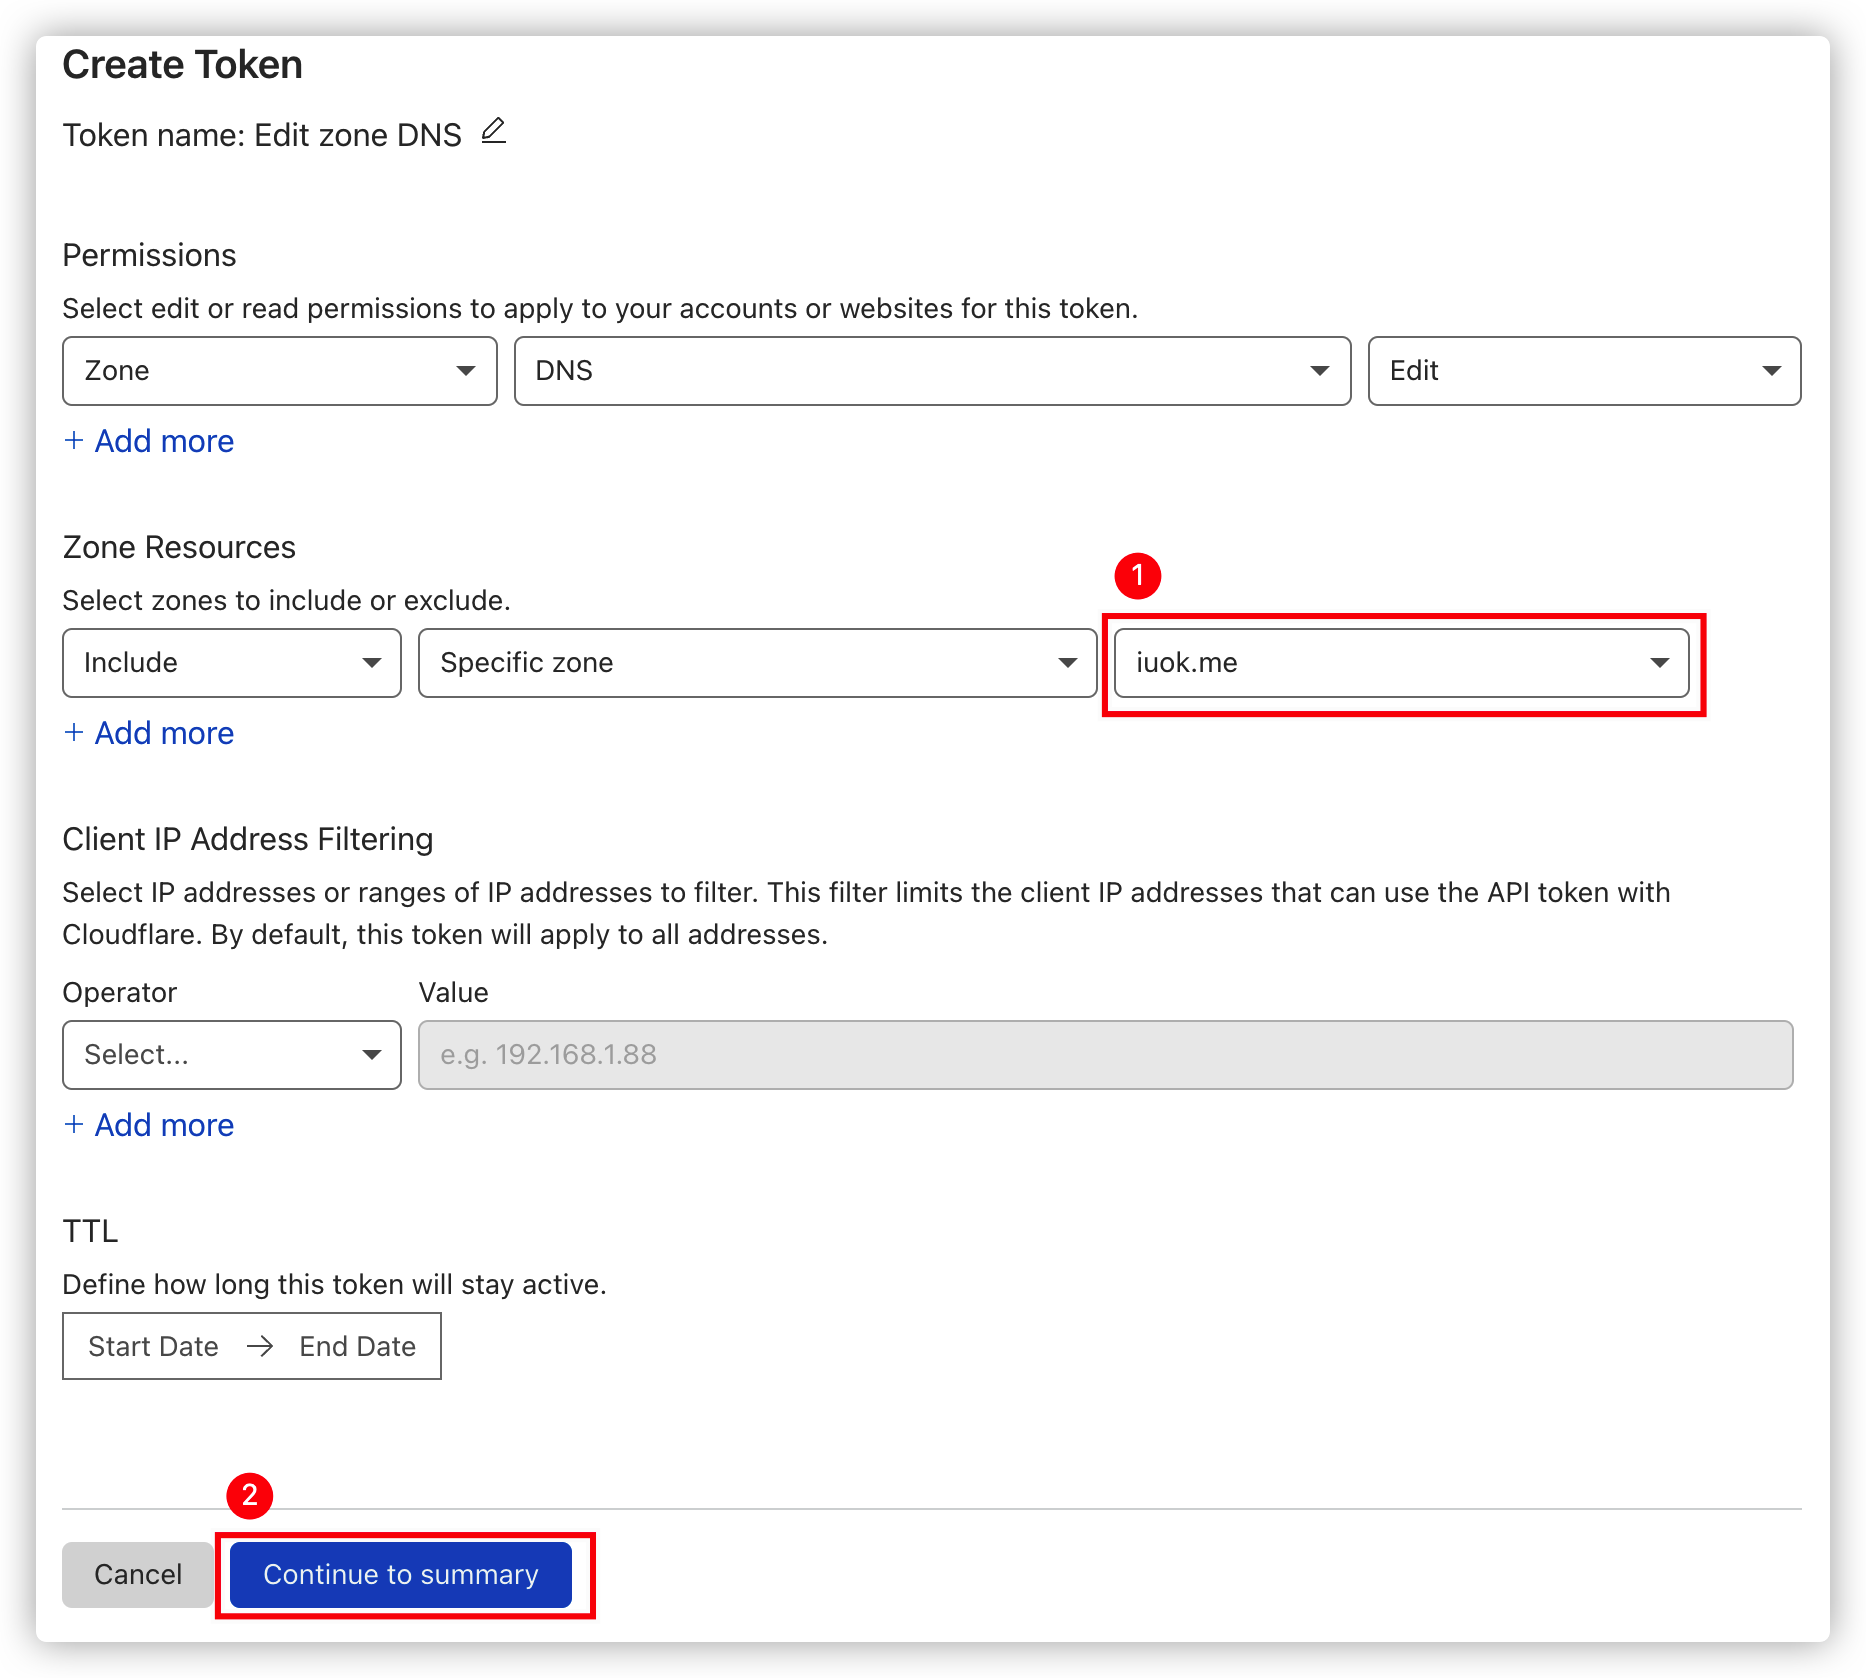 Create Token
Token name: Edit zone DNS
Permissions
Select edit or read permissions to apply to your accounts or websites for this token.
Zone DNS Edit
+ Add more
Zone Resources
1
Select zones to include or exclude.
Include Specific zone iuok.me
+ Add more
Client IP Address Filtering
Select IP addresses or ranges of IP addresses to filter. This filter limits the client IP addresses that can use the API token with
Cloudflare. By default, this token will apply to all addresses.
Operator Value
Select... e.g. 192.168.1.88
+ Add more
TTL
Define how long this token will stay active.
Start Date → End Date
2
Cancel Continue to summary